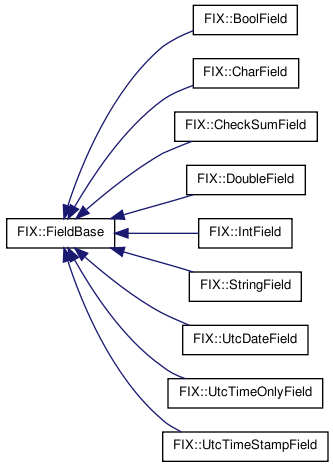 FIX::BoolField
FIX::CharField
FIX::CheckSumField
FIX::DoubleField
FIX::FieldBase
FIX::IntField
FIX::StringField
FIX::UtcDateField
FIX::UtcTimeOnlyField
FIX::UtcTimeStampField